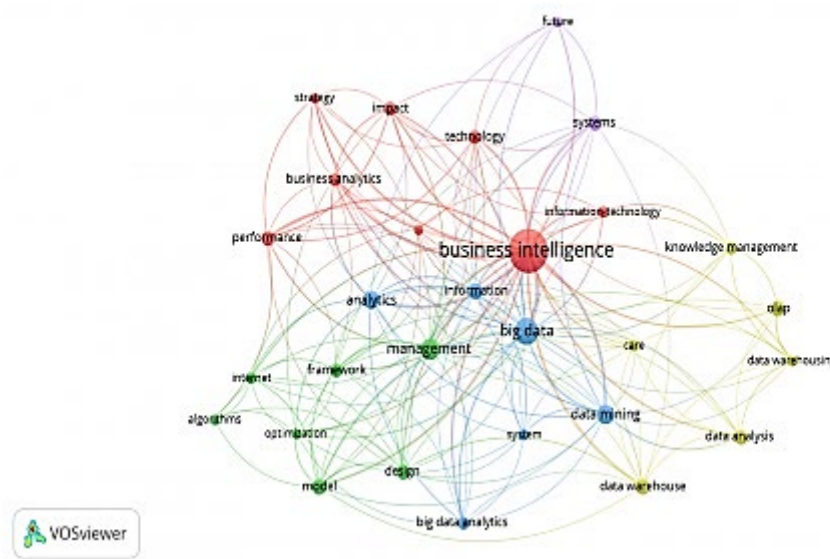 future
strategy
impact
technology
systems
business analytics
information technology
performance
business intelligence
knowledge management
analytics
information
olap
big data
management
care
data warehousin
internet
framework
algorithms
optimization
data mining
system
data analysis
design
model
data warehouse
big data analytics
VOSviewer